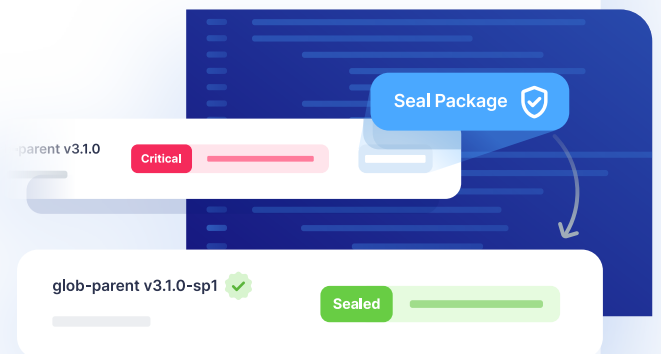 Seal Package
-parent v3.1.0
Critical
glob-parent v3.1.0-sp1
Sealed